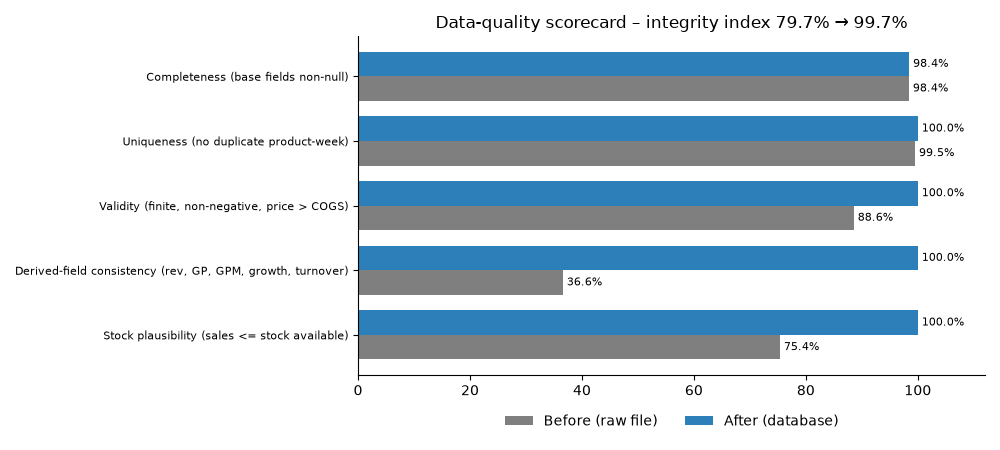 Data-quality scorecard – integrity index 79.7% → 99.7%
Completeness (base fields non-null)
98.4%
98.4%
Uniqueness (no duplicate product-week)
100.0%
99.5%
Validity (finite, non-negative, price > COGS)
100.0%
88.6%
Derived-field consistency (rev, GP, GPM, growth, turnover)
100.0%
36.6%
Stock plausibility (sales <= stock available)
100.0%
75.4%
0 20 40 60 80 100
Before (raw file) After (database)